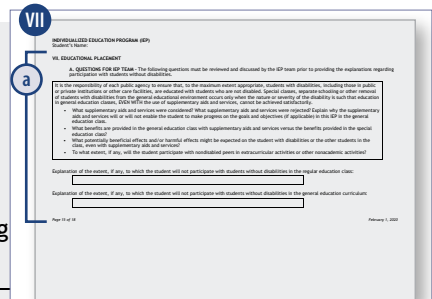 VII
a
INDIVIDUALIZED EDUCATION PROGRAM (IEP)
Student's Name:
VII. EDUCATIONAL PLACEMENT
A. QUESTIONS FOR IEP TEAM - The following questions must be reviewed and discussed by the IEP team prior to providing the explanations regarding
participation with students without disabilities.
It is the responsibility of each public agency to ensure that, to the maximum extent appropriate, students with disabilities, including those in public
or private institutions or other care facilities, are educated with students who are not disabled. Special classes, separate schooling or other removal
of students with disabilities from the general educational environment occurs only when the nature or severity of the disability is such that education
in general education classes, EVEN WITH the use of supplementary aids and services, cannot be achieved satisfactorily.
• What supplementary aids and services were considered? What supplementary aids and services were rejected? Explain why the supplementary
aids and services will or will not enable the student to make progress on the goals and objectives (if applicable) in this IEP in the general
education class.
• What benefits are provided in the general education class with supplementary aids and services versus the benefits provided in the special
education class?
• What potentially beneficial effects and/or harmful effects might be expected on the student with disabilities or the other students in the
class, even with supplementary aids and services?
• To what extent, if any, will the student participate with nondisabled peers in extracurricular activities or other nonacademic activities?
Explanation of the extent, if any, to which the student will not participate with students without disabilities in the regular education class:
Explanation of the extent, if any, to which the student will not participate with students without disabilities in the general education curriculum:
Page 15 of 18 February 1, 2020